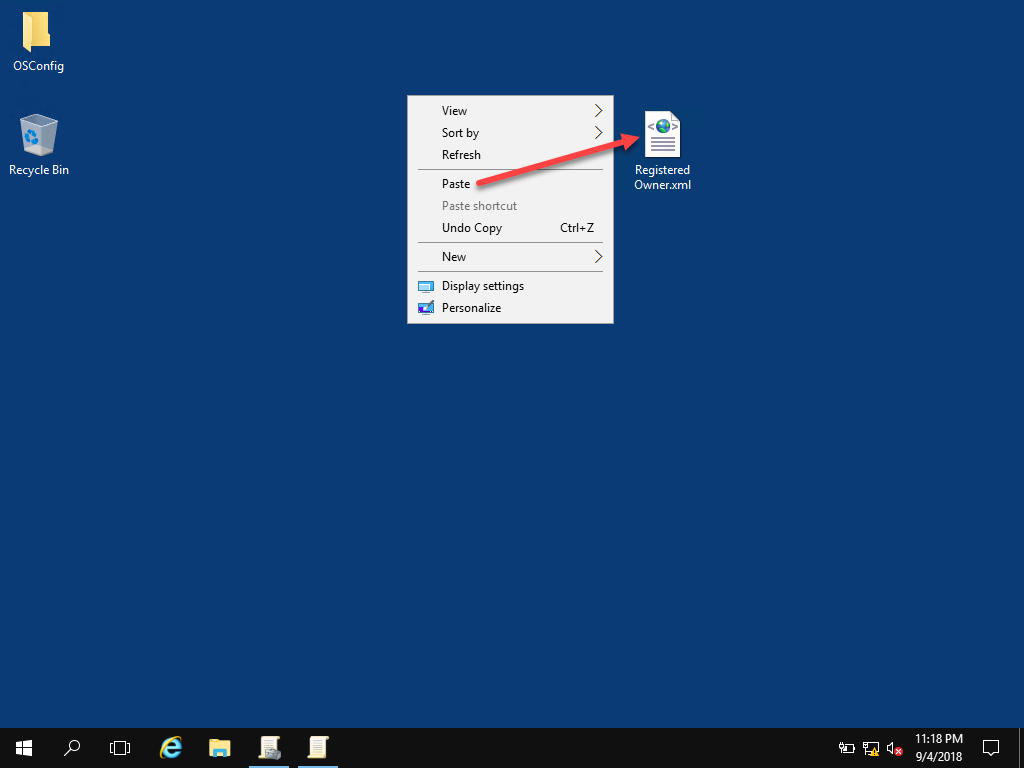 OSConfig
Recycle Bin
View
Sort by
Refresh
Paste
Paste shortcut
Undo Copy Ctrl+Z
New
Display settings
Personalize
Registered
Owner.xml
11:18 PM
9/4/2018